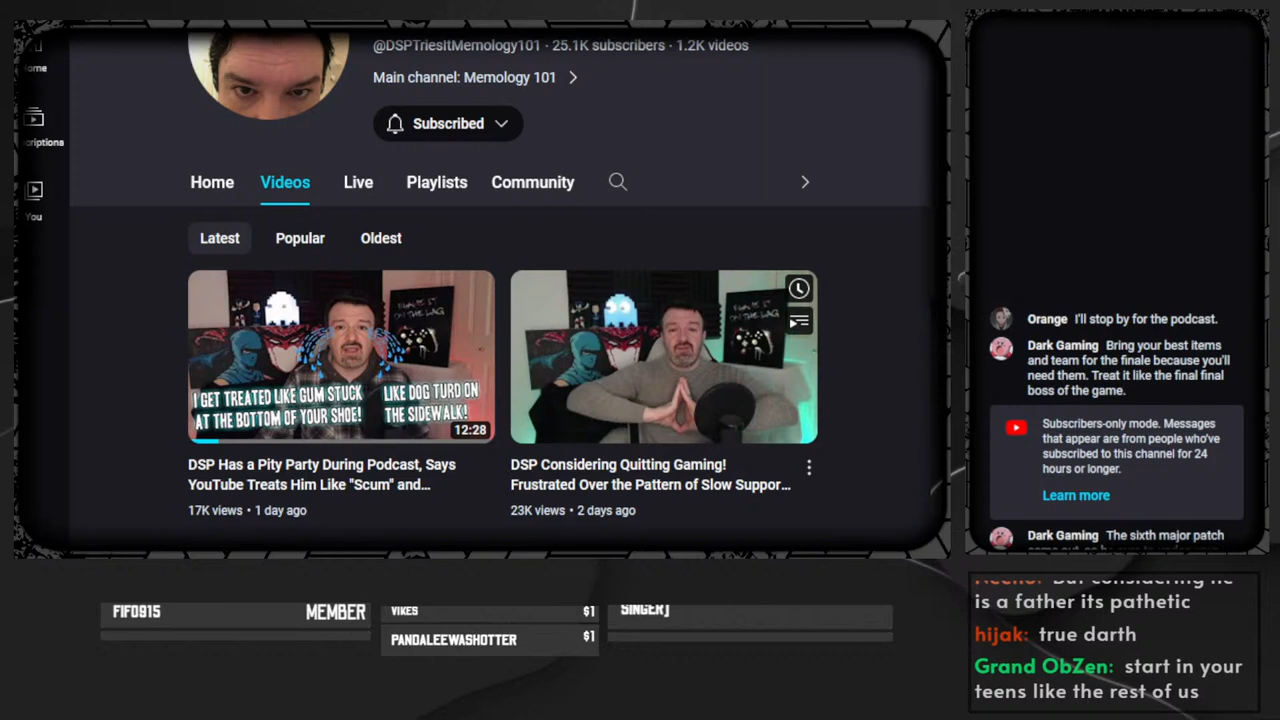 @DSPTriesItMemology101 · 25.1K subscribers · 1.2K videos
Main channel: Memology 101
Subscribed
Home
Videos
Live
Playlists
Community
Latest
Popular
Oldest
I GET TREATED LIKE GUM STUCK
AT THE BOTTOM OF YOUR SHOE!
LIKE DOG TURD ON
THE SIDEWALK!
12:28
DSP Has a Pity Party During Podcast, Says
YouTube Treats Him Like "Scum" and...
17K views · 1 day ago
DSP Considering Quitting Gaming!
Frustrated Over the Pattern of Slow Suppor...
23K views · 2 days ago
ome
criptions
You
Orange I'll stop by for the podcast.
Dark Gaming Bring your best items
and team for the finale because you'll
need them. Treat it like the final final
boss of the game.
Subscribers-only mode. Messages
that appear are from people who've
subscribed to this channel for 24
hours or longer.
Learn more
Dark Gaming The sixth major patch
FIFO915 MEMBER
VIKES $1
PANDALEEWASHOTTER $1
SINGER]
But considering he
is a father its pathetic
hijak: true darth
Grand ObZen: start in your
teens like the rest of us